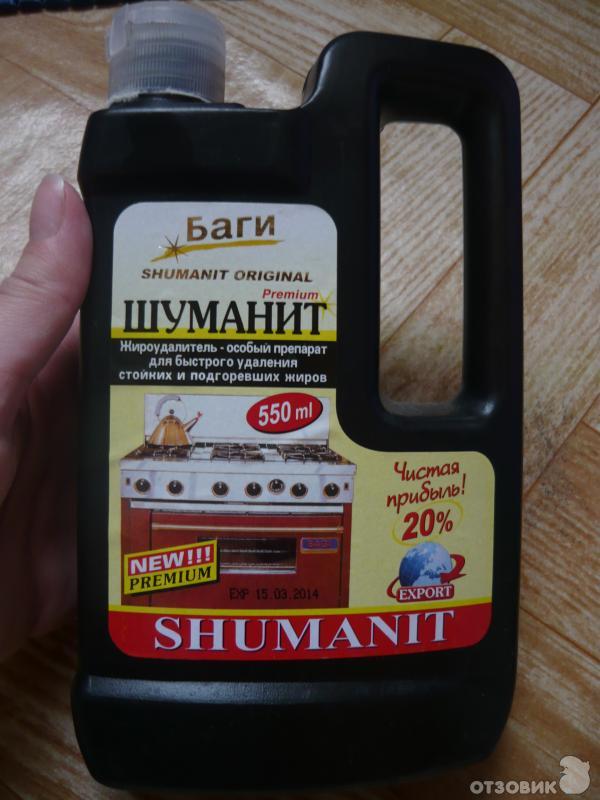 Баги
SHUMANIT ORIGINAL
Premium
ШУМАНИТ
Жироудалитель - особый препарат
для быстрого удаления
стойких и подгоревших жиров
550 ml
Чистая
прибыль!
20%
EXPORT
NEW!!!
PREMIUM
EXP 15.03.2014
SHUMANIT
ОТЗОВИК